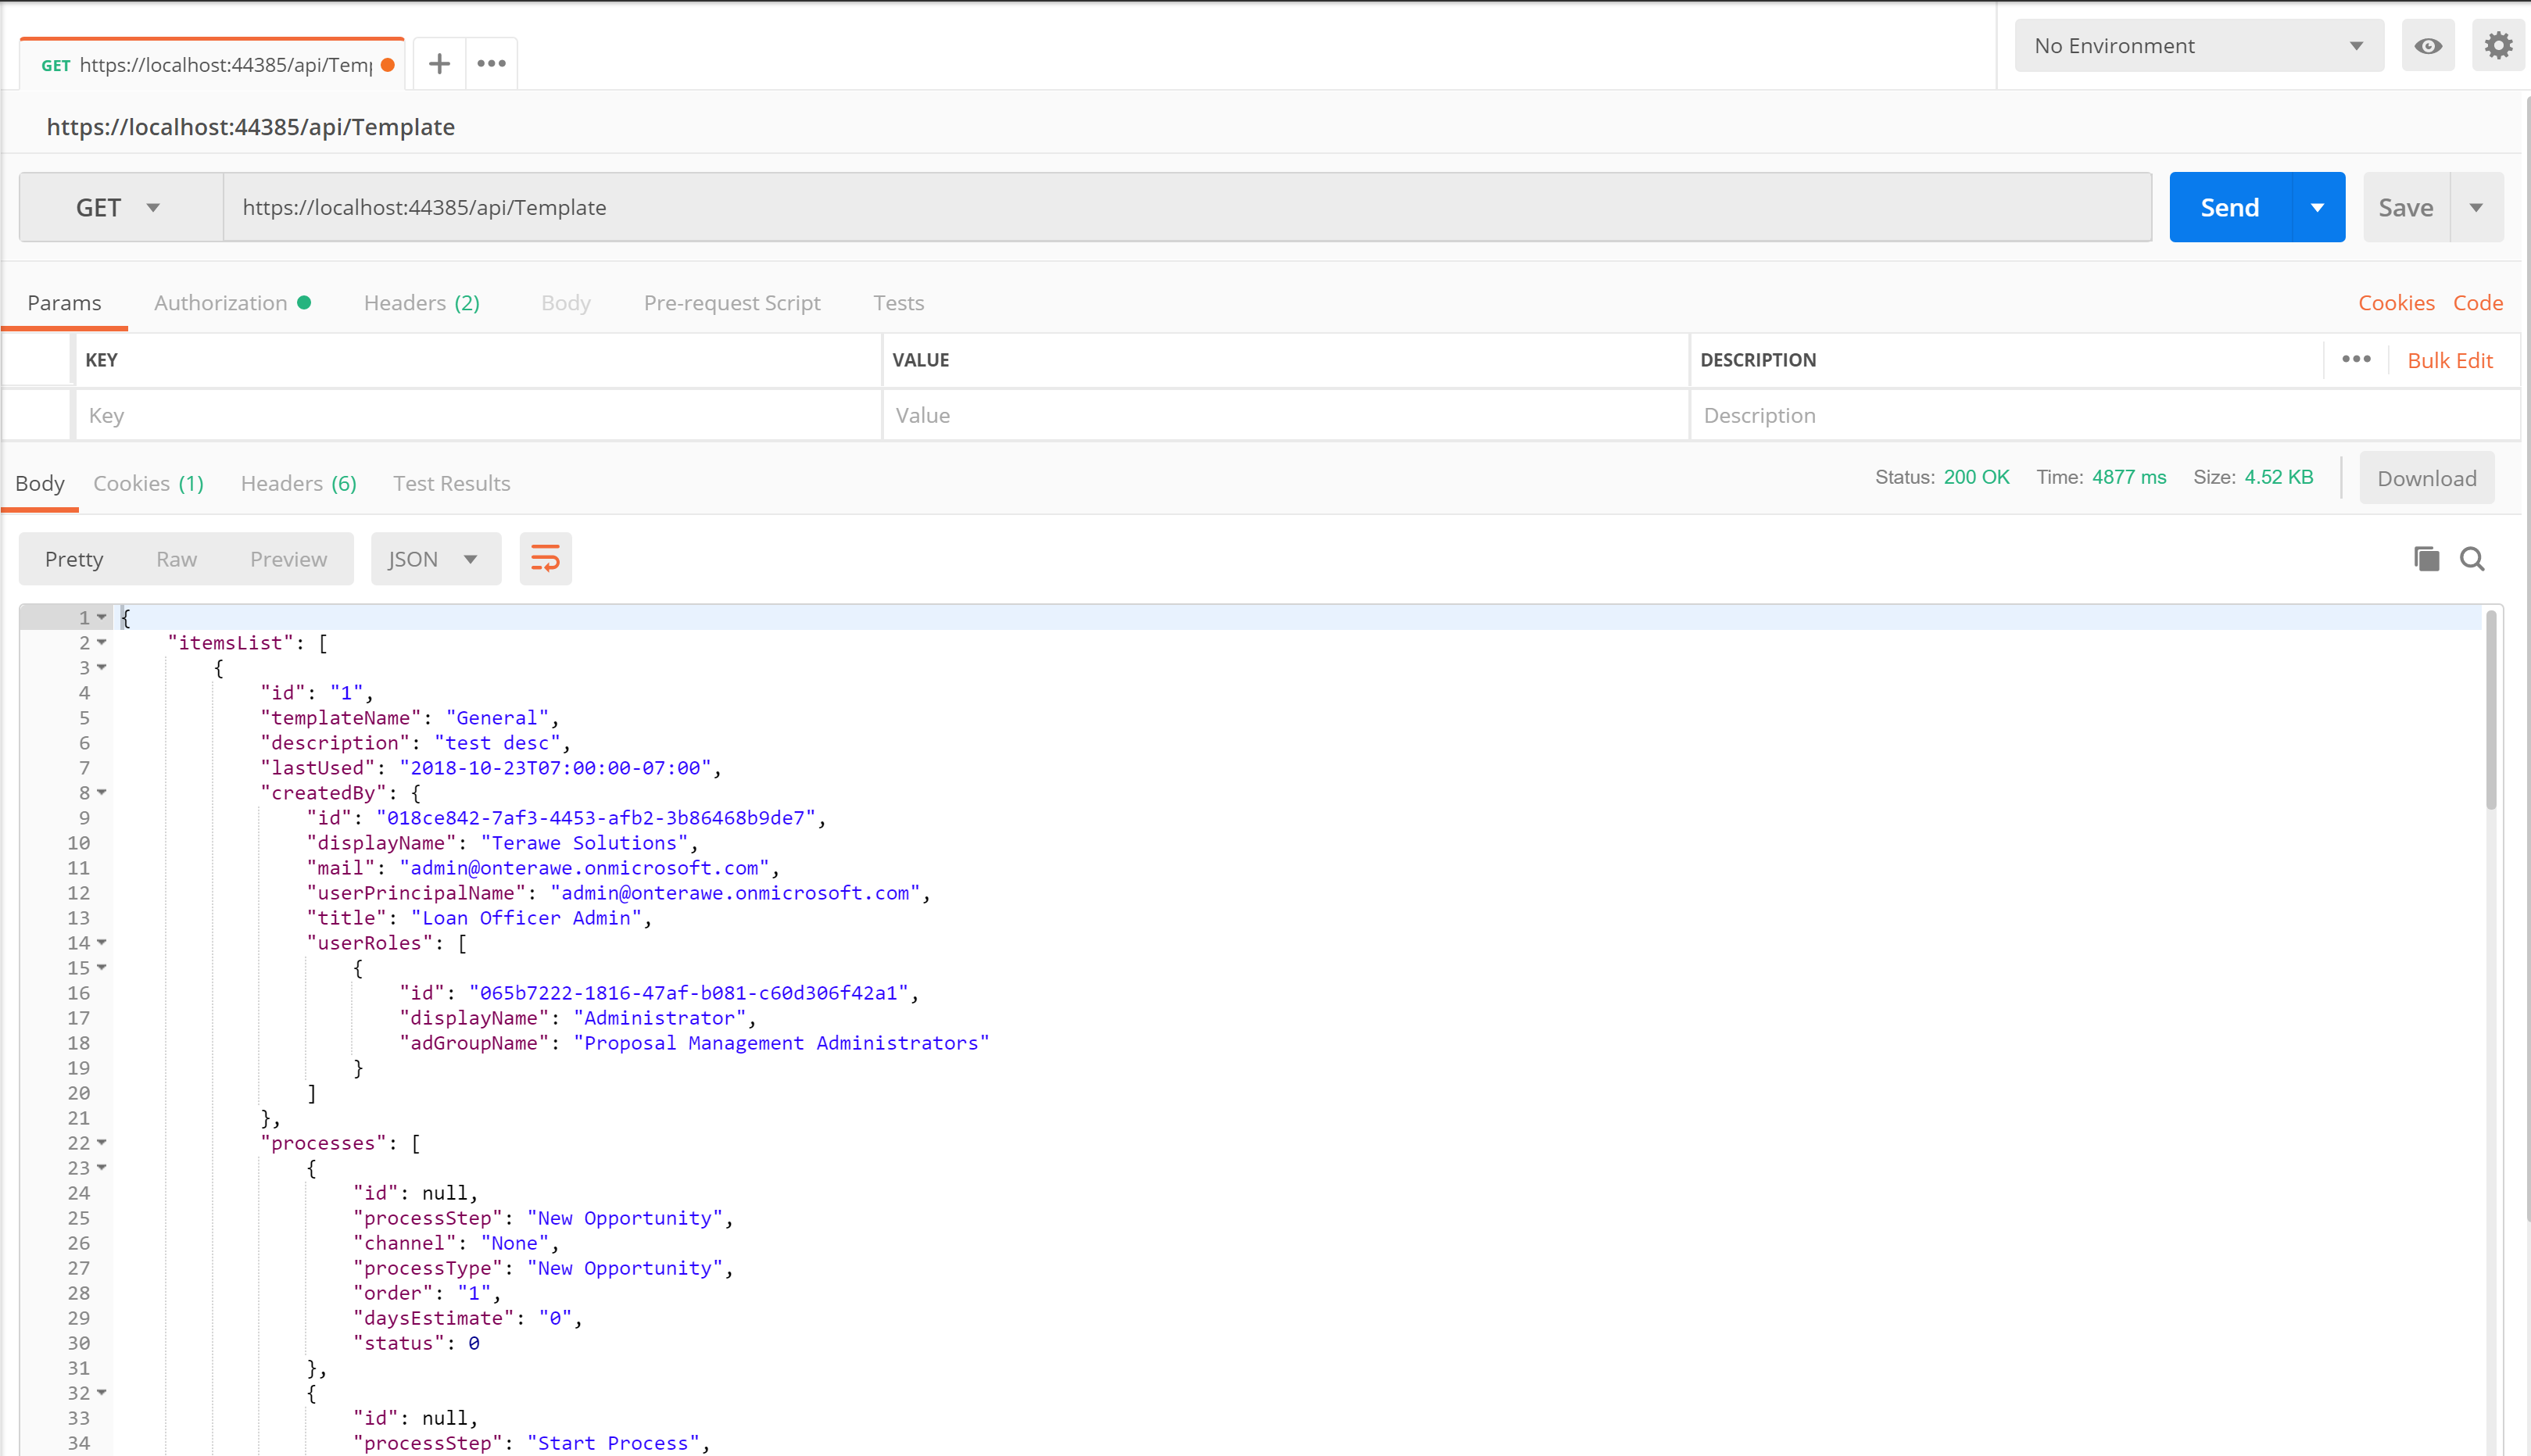 GET https://localhost:44385/api/Temp
No Environment
https://localhost:44385/api/Template
GET https://localhost:44385/api/Template Send Save
Params Authorization Headers (2) Body Pre-request Script Tests Cookies Code
KEY VALUE DESCRIPTION Bulk Edit
Key Value Description
Body Cookies (1) Headers (6) Test Results Status: 200 OK Time: 4877 ms Size: 4.52 KB Download
Pretty Raw Preview JSON
1 {
2 "itemsList": [
3 {
4 "id": "1",
5 "templateName": "General",
6 "description": "test desc",
7 "lastUsed": "2018-10-23T07:00:00-07:00",
8 "createdBy": {
9 "id": "018ce842-7af3-4453-afb2-3b86468b9de7",
10 "displayName": "Terawe Solutions",
11 "mail": "admin@onterawe.onmicrosoft.com",
12 "userPrincipalName": "admin@onterawe.onmicrosoft.com",
13 "title": "Loan Officer Admin",
14 "userRoles": [
15 {
16 "id": "065b7222-1816-47af-b081-c60d306f42a1",
17 "displayName": "Administrator",
18 "adGroupName": "Proposal Management Administrators"
19 }
20 ]
21 },
22 "processes": [
23 {
24 "id": null,
25 "processStep": "New Opportunity",
26 "channel": "None",
27 "processType": "New Opportunity",
28 "order": "1",
29 "daysEstimate": "0",
30 "status": 0
31 },
32 {
33 "id": null,
34 "processStep": "Start Process",